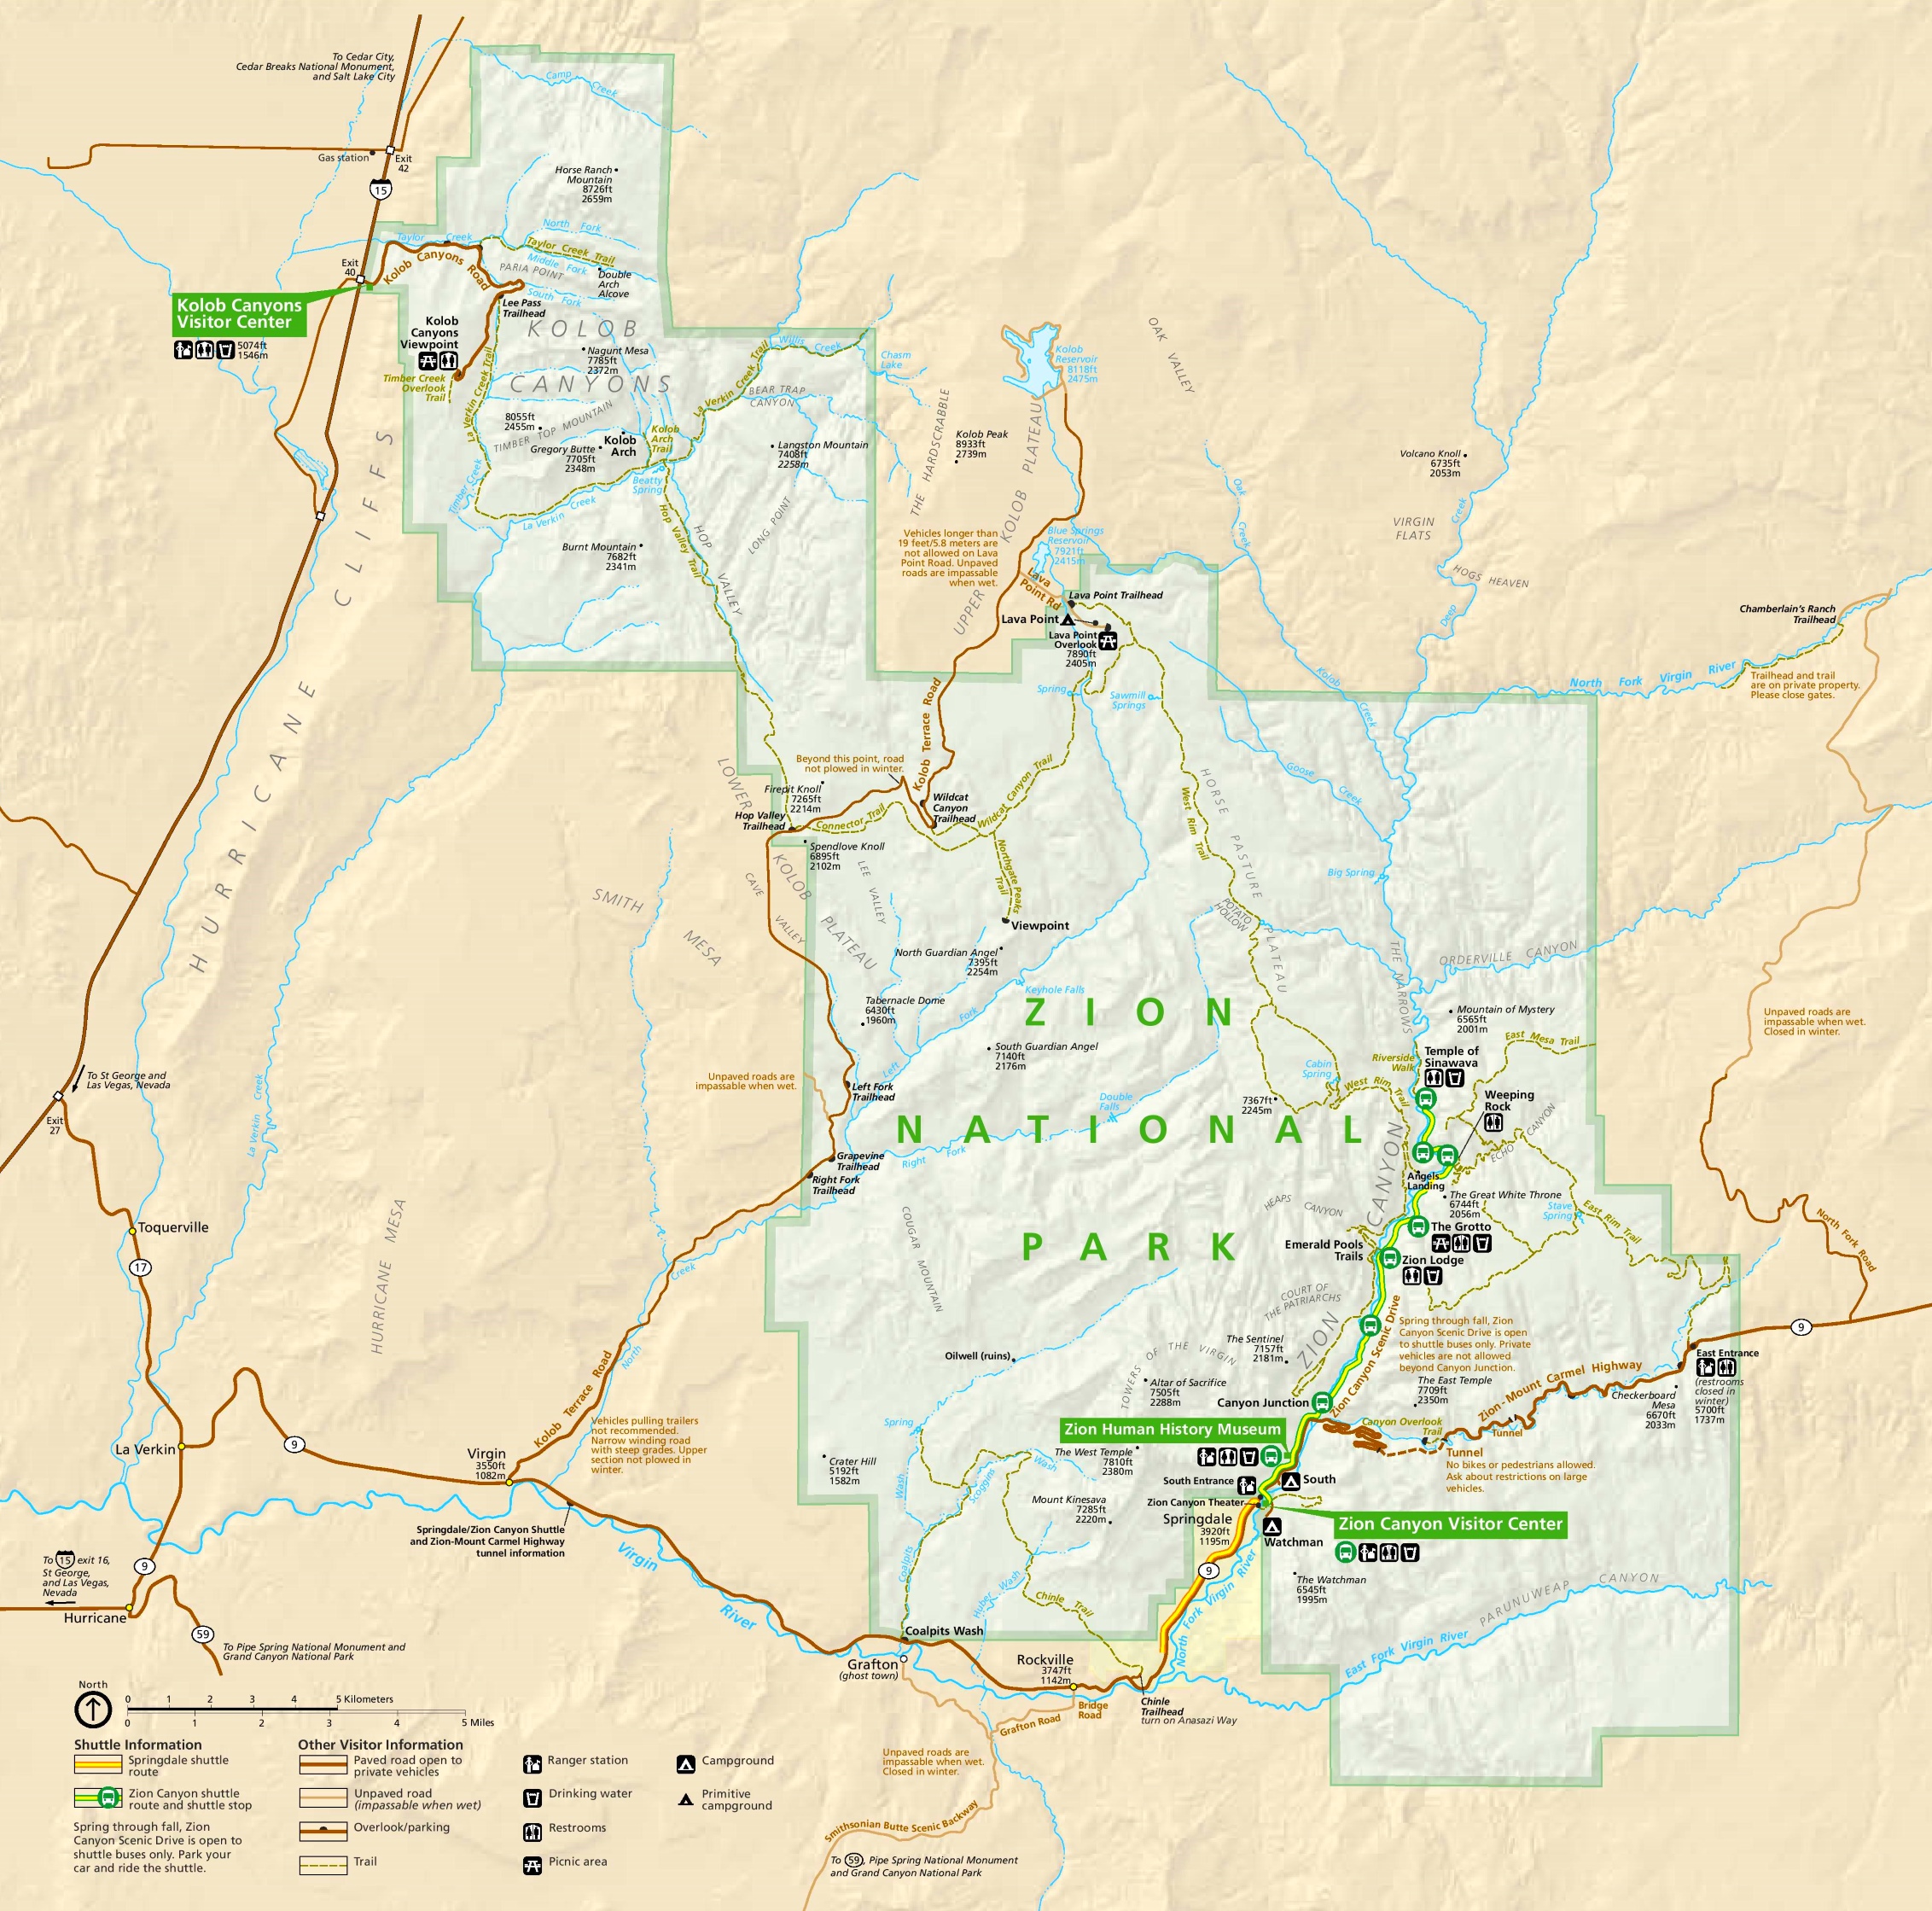 To Cedar City,
Cedar Breaks National Monument,
and Salt Lake City
Camp
Creek
Gas station
Exit
42
15
Horse Ranch
Mountain
8726ft
2659m
North Fork
Taylor Creek
Taylor Creek Trail
Middle Fork
PARIA POINT
South Fork
Double
Arch
Alcove
Exit
40
Kolob Canyons Road
Kolob Canyons
Visitor Center
5074ft
1546m
Lee Pass
Trailhead
Kolob
Canyons
Viewpoint
Timber Creek
Overlook
Trail
KOLOB
CANYONS
Nagunt Mesa
7785ft
2372m
La Verkin Creek Trail
8055ft
2455m
TIMBER TOP MOUNTAIN
Gregory Butte
7705ft
2348m
Kolob
Arch
Kolob
Arch
Trail
La Verkin Creek Trail
Willis Creek
BEAR TRAP
CANYON
Chasm
Lake
Langston Mountain
7408ft
2258m
Timber Creek
La Verkin Creek
Beatty
Spring
Hop Valley Trail
HOP
VALLEY
LONG POINT
Burnt Mountain
7682ft
2341m
THE HARDSCRABBLE
Kolob Peak
8933ft
2739m
Kolob
Reservoir
8118ft
2475m
UPPER KOLOB PLATEAU
OAK VALLEY
Oak
Creek
Volcano Knoll
6735ft
2053m
VIRGIN
FLATS
HOGS HEAVEN
Deep
Creek
Vehicles longer than
19 feet/5.8 meters are
not allowed on Lava
Point Road. Unpaved
roads are impassable
when wet.
Blue Springs
Reservoir
7921ft
2415m
Lava
Point Rd
Lava Point Trailhead
Lava Point
Lava Point
Overlook
7890ft
2405m
Spring
Sawmill
Springs
Kolob
Creek
Chamberlain's Ranch
Trailhead
North Fork Virgin River
Trailhead and trail
are on private property.
Please close gates.
HURRICANE CLIFFS
Kolob Terrace Road
Beyond this point, road
not plowed in winter.
Firepit Knoll
7265ft
2214m
Hop Valley
Trailhead
Connector Trail
Wildcat
Canyon
Trailhead
Wildcat Canyon Trail
West Rim Trail
HORSE PASTURE PLATEAU
Goose
Creek
LOWER KOLOB PLATEAU
Spendlove Knoll
6895ft
2102m
CAVE
VALLEY
LEE VALLEY
Northgate Peaks
Trail
Viewpoint
SMITH
MESA
POTATO
HOLLOW
Big Spring
THE NARROWS
ORDERVILLE CANYON
North Guardian Angel
7395ft
2254m
Keyhole Falls
Tabernacle Dome
6430ft
1960m
Left Fork
South Guardian Angel
7140ft
2176m
ZION
NATIONAL
PARK
Mountain of Mystery
6565ft
2001m
East Mesa Trail
Riverside
Walk
Temple of
Sinawava
Cabin
Spring
West Rim Trail
7367ft
2245m
Weeping
Rock
ECHO CANYON
Unpaved roads are
impassable when wet.
Closed in winter.
To St George and
Las Vegas, Nevada
Exit
27
La Verkin Creek
Unpaved roads are
impassable when wet.
Left Fork
Trailhead
Double
Falls
Right Fork
Grapevine
Trailhead
Right Fork
Trailhead
Angels
Landing
The Great White Throne
6744ft
2056m
Stave
Spring
East Rim Trail
HEAPS CANYON
The Grotto
Emerald Pools
Trails
Zion Lodge
ZION CANYON
North Fork Road
Toquerville
17
HURRICANE MESA
North
Creek
COUGAR MOUNTAIN
COURT OF
THE PATRIARCHS
Zion Canyon Scenic Drive
Spring through fall, Zion
Canyon Scenic Drive is open
to shuttle buses only. Private
vehicles are not allowed
beyond Canyon Junction.
9
The Sentinel
7157ft
2181m
Oilwell (ruins)
TOWERS OF THE VIRGIN
Altar of Sacrifice
7505ft
2288m
The East Temple
7709ft
2350m
Zion-Mount Carmel Highway
East Entrance
(restrooms
closed in
winter)
5700ft
1737m
Checkerboard
Mesa
6670ft
2033m
Canyon Junction
Canyon Overlook
Trail
Tunnel
Tunnel
No bikes or pedestrians allowed.
Ask about restrictions on large
vehicles.
Zion Human History Museum
The West Temple
7810ft
2380m
South Entrance
South
Zion Canyon Theater
Springdale
3920ft
1195m
Zion Canyon Visitor Center
Watchman
The Watchman
6545ft
1995m
La Verkin
9
Kolob Terrace Road
Vehicles pulling trailers
not recommended.
Narrow winding road
with steep grades. Upper
section not plowed in
winter.
Virgin
3550ft
1082m
Spring
Crater Hill
5192ft
1582m
Coalpits
Wash
Scoggins
Wash
Mount Kinesava
7285ft
2220m
Huber Wash
Chinle Trail
9
North Fork Virgin River
PARUNUWEAP CANYON
East Fork Virgin River
Springdale/Zion Canyon Shuttle
and Zion-Mount Carmel Highway
tunnel information
Virgin
River
To 15 exit 16,
St George,
and Las Vegas,
Nevada
9
Hurricane
59
To Pipe Spring National Monument and
Grand Canyon National Park
Coalpits Wash
Grafton
(ghost town)
Rockville
3747ft
1142m
Grafton Road
Bridge
Road
Chinle
Trailhead
turn on Anasazi Way
Unpaved roads are
impassable when wet.
Closed in winter.
Smithsonian Butte Scenic Backway
To 59, Pipe Spring National Monument
and Grand Canyon National Park
North
0 1 2 3 4 5 Kilometers
0 1 2 3 4 5 Miles
Shuttle Information
Springdale shuttle
route
Zion Canyon shuttle
route and shuttle stop
Spring through fall, Zion
Canyon Scenic Drive is open to
shuttle buses only. Park your
car and ride the shuttle.
Other Visitor Information
Paved road open to
private vehicles
Unpaved road
(impassable when wet)
Overlook/parking
Trail
Ranger station
Drinking water
Restrooms
Picnic area
Campground
Primitive
campground